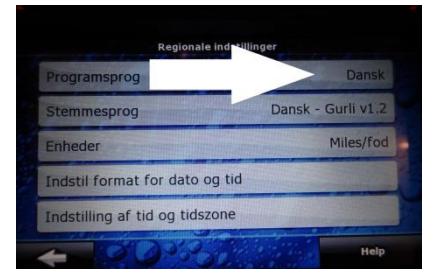 Regionale indstillinger
Programsprog Dansk
Stemmesprog Dansk - Gurli v1.2
Enheder Miles/fod
Indstil format for dato og tid
Indstilling af tid og tidszone
Help